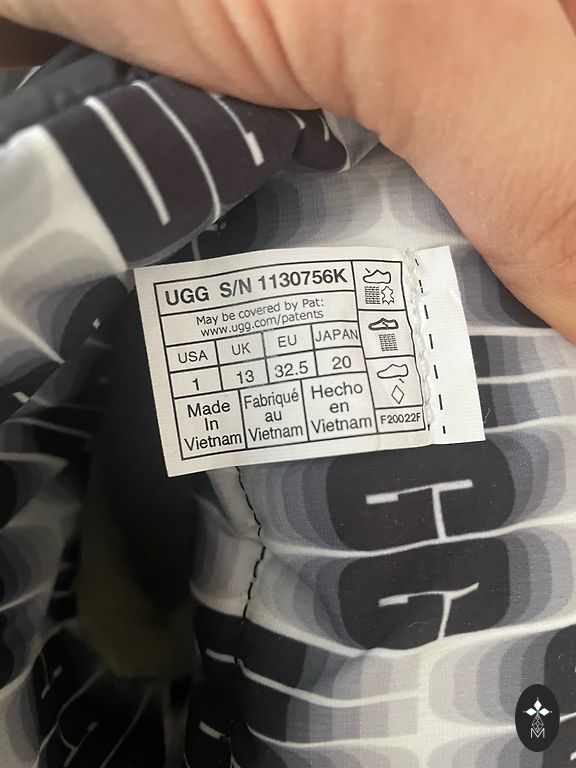 UGG S/N 1130756K
May be covered by Pat:
www.ugg.com/patents
USA UK EU JAPAN
1 13 32.5 20
Made In Vietnam
Fabriqué au Vietnam
Hecho en Vietnam
F20022F
M